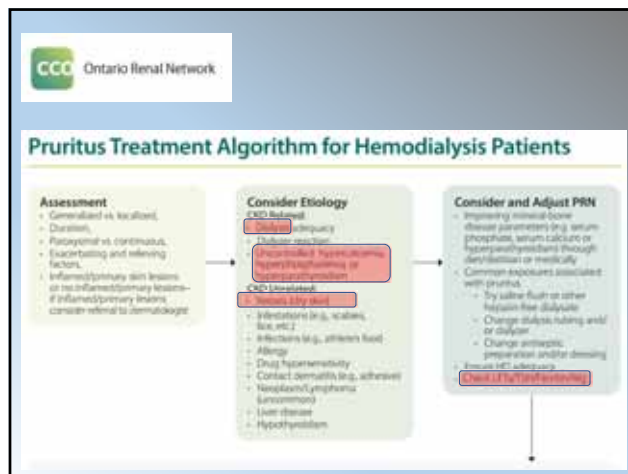 CCO Ontario Renal Network
Pruritus Treatment Algorithm for Hemodialysis Patients
Assessment
• Generalized vs. localized,
• Duration,
• Paroxysmal vs. continuous,
• Exacerbating and relieving
factors,
• Inflamed/primary skin lesions
or no inflamed/primary lesions–
if inflamed/primary lesions
consider referral to dermatologist
Consider Etiology
CKD Related:
• Dialysis adequacy
• Dialyzer reaction
• Uncontrolled hypercalcemia,
hyperphosphatemia or
hyperparathyroidism
CKD Unrelated:
• Xerosis (dry skin)
• Infestations (e.g., scabies,
lice, etc.)
• Infections (e.g., athlete's foot)
• Allergy
• Drug hypersensitivity
• Contact dermatitis (e.g., adhesive)
• Neoplasm/Lymphoma
(uncommon)
• Liver disease
• Hypothyroidism
Consider and Adjust PRN
• Improving mineral-bone
disease parameters (e.g. serum
phosphate, serum calcium or
hyperparathyroidism) through
diet/dialysis or medically
• Common exposures associated
with pruritus
• Try saline flush or other
heparin free dialysate
• Change dialysis tubing and/
or dialyzer
• Change antiseptic
preparation and/or dressing
• Ensure HD adequacy
• Check LFTs/TSH/Ferritin/